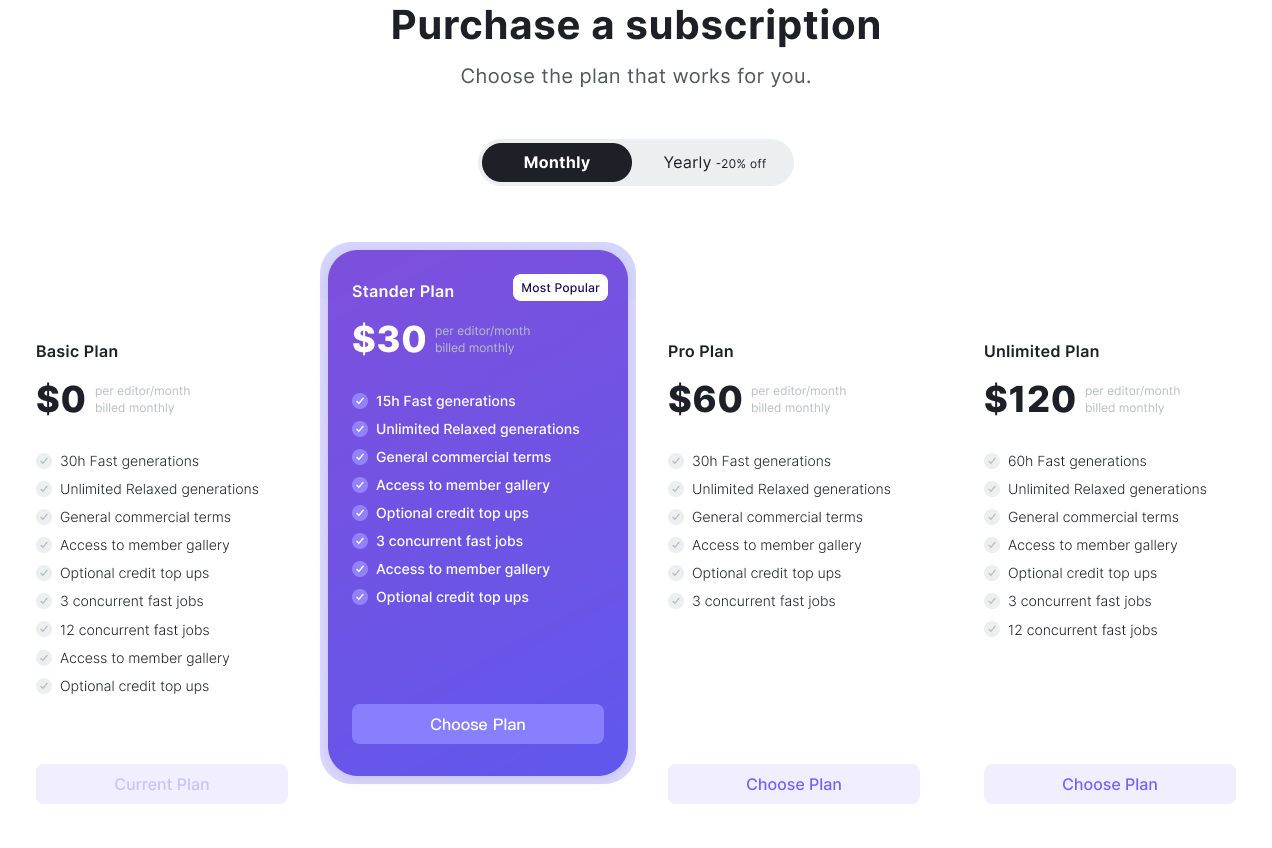 Purchase a subscription
Choose the plan that works for you.
Monthly
Yearly -20% off
Basic Plan
$0
per editor/month
billed monthly
30h Fast generations
Unlimited Relaxed generations
General commercial terms
Access to member gallery
Optional credit top ups
3 concurrent fast jobs
12 concurrent fast jobs
Access to member gallery
Optional credit top ups
Current Plan
Stander Plan
Most Popular
$30
per editor/month
billed monthly
15h Fast generations
Unlimited Relaxed generations
General commercial terms
Access to member gallery
Optional credit top ups
3 concurrent fast jobs
Access to member gallery
Optional credit top ups
Choose Plan
Pro Plan
$60
per editor/month
billed monthly
30h Fast generations
Unlimited Relaxed generations
General commercial terms
Access to member gallery
Optional credit top ups
3 concurrent fast jobs
Choose Plan
Unlimited Plan
$120
per editor/month
billed monthly
60h Fast generations
Unlimited Relaxed generations
General commercial terms
Access to member gallery
Optional credit top ups
3 concurrent fast jobs
12 concurrent fast jobs
Choose Plan